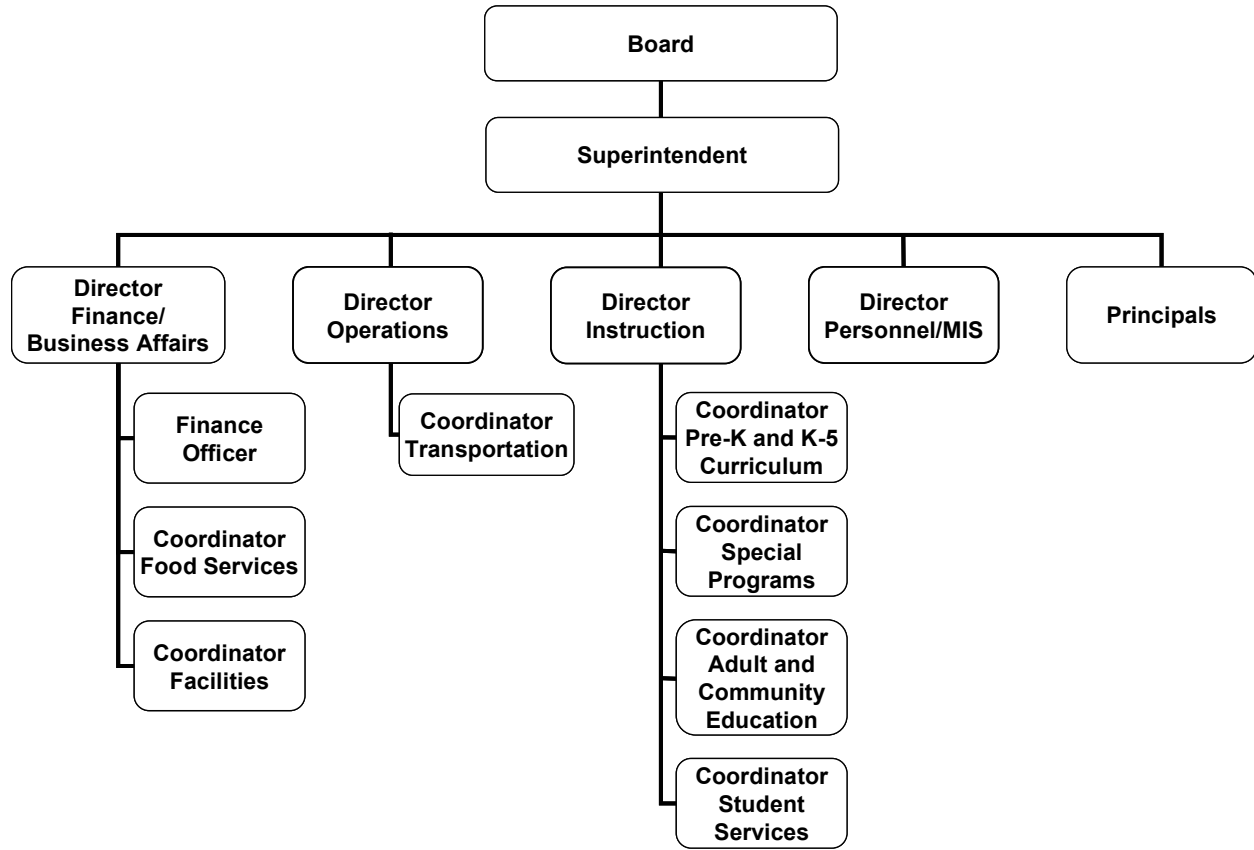 Board
Superintendent
Director
Finance/
Business Affairs
Director
Operations
Director
Instruction
Director
Personnel/MIS
Principals
Finance
Officer
Coordinator
Food Services
Coordinator
Facilities
Coordinator
Transportation
Coordinator
Pre-K and K-5
Curriculum
Coordinator
Special
Programs
Coordinator
Adult and
Community
Education
Coordinator
Student
Services